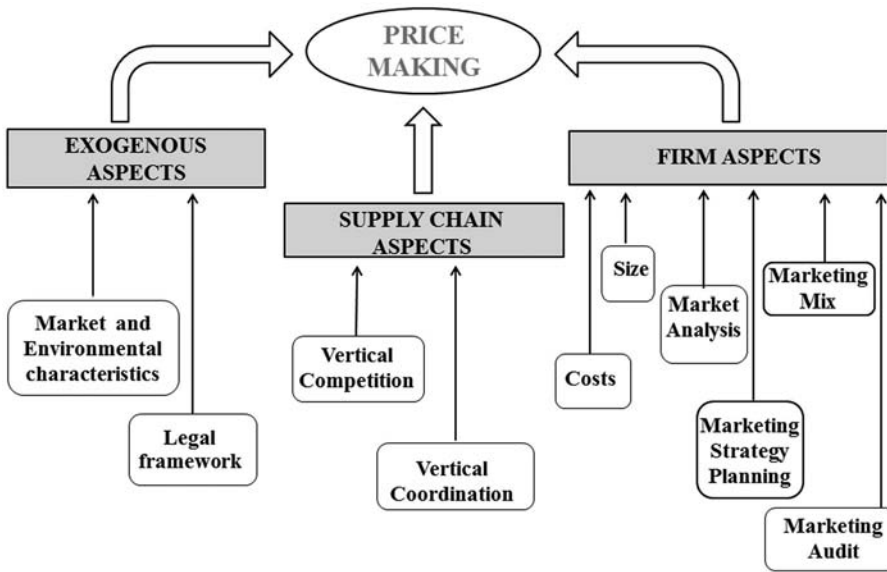 PRICE
MAKING
EXOGENOUS
ASPECTS
FIRM ASPECTS
SUPPLY CHAIN
ASPECTS
Market and
Environmental
characteristics
Legal
framework
Vertical
Competition
Vertical
Coordination
Costs
Size
Market
Analysis
Marketing
Strategy
Planning
Marketing
Mix
Marketing
Audit